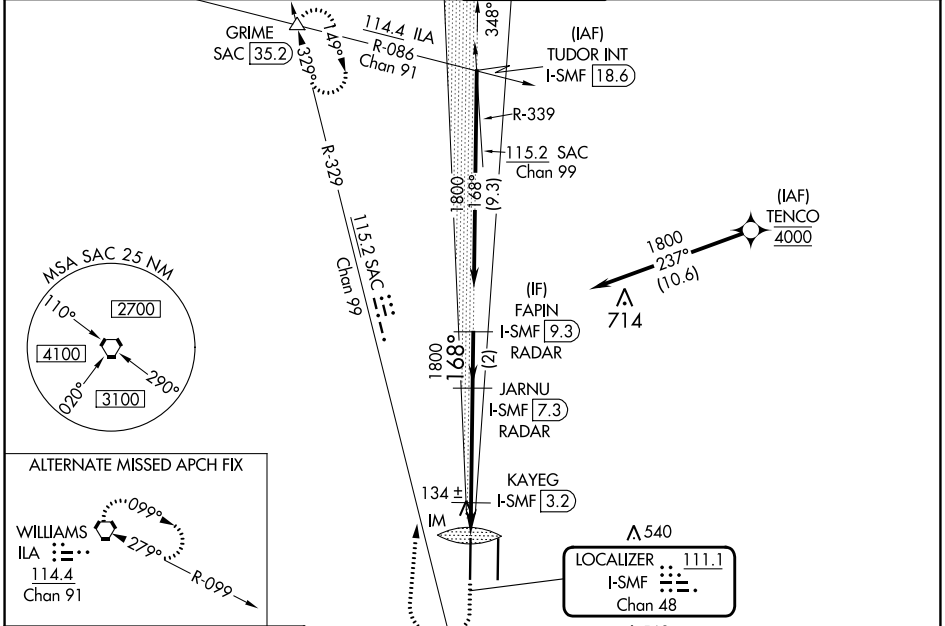 GRIME
SAC 35.2
149°
329°
114.4 ILA
R-086
Chan 91
348°
(IAF)
TUDOR INT
I-SMF 18.6
R-339
115.2 SAC
Chan 99
1800
168°
(9.3)
R-329
115.2 SAC
Chan 99
(IAF)
TENCO
4000
1800
237°
(10.6)
714
MSA SAC 25 NM
110°
2700
4100
020°
3100
290°
(IF)
FAPIN
I-SMF 9.3
RADAR
1800
168°
(2)
JARNU
I-SMF 7.3
RADAR
KAYEG
I-SMF 3.2
134 ±
IM
ALTERNATE MISSED APCH FIX
WILLIAMS
ILA
114.4
Chan 91
099°
279°
R-099
540
LOCALIZER 111.1
I-SMF
Chan 48